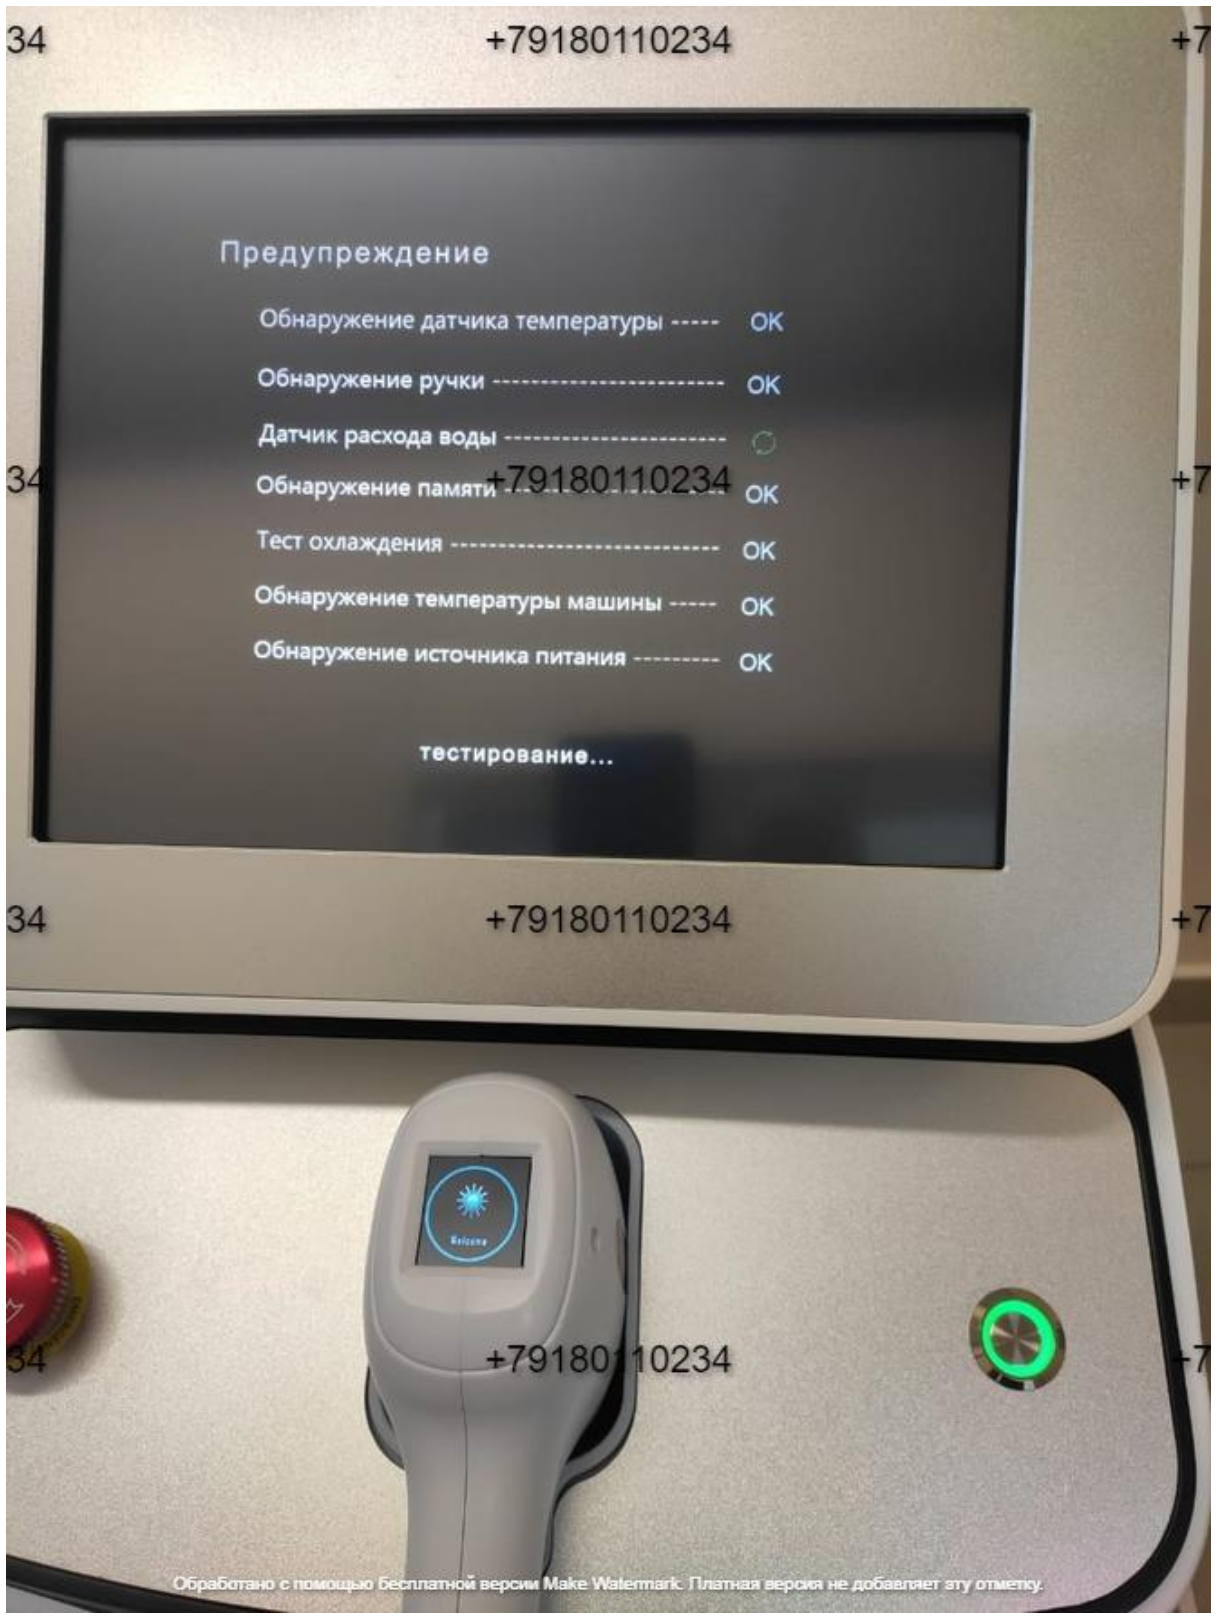 34 +79180110234 +7
Предупреждение
Обнаружение датчика температуры ----- OK
Обнаружение ручки ------------------------ OK
Датчик расхода воды -----------------------
34 +79180110234 +7
Обнаружение памяти ----------------------- OK
Тест охлаждения --------------------------- OK
Обнаружение температуры машины ----- OK
Обнаружение источника питания --------- OK
тестирование...
34 +79180110234 +7
Welcome
34 +79180110234 +7
Обработано с помощью бесплатной версии Make Watermark. Платная версия не добавляет эту отметку.